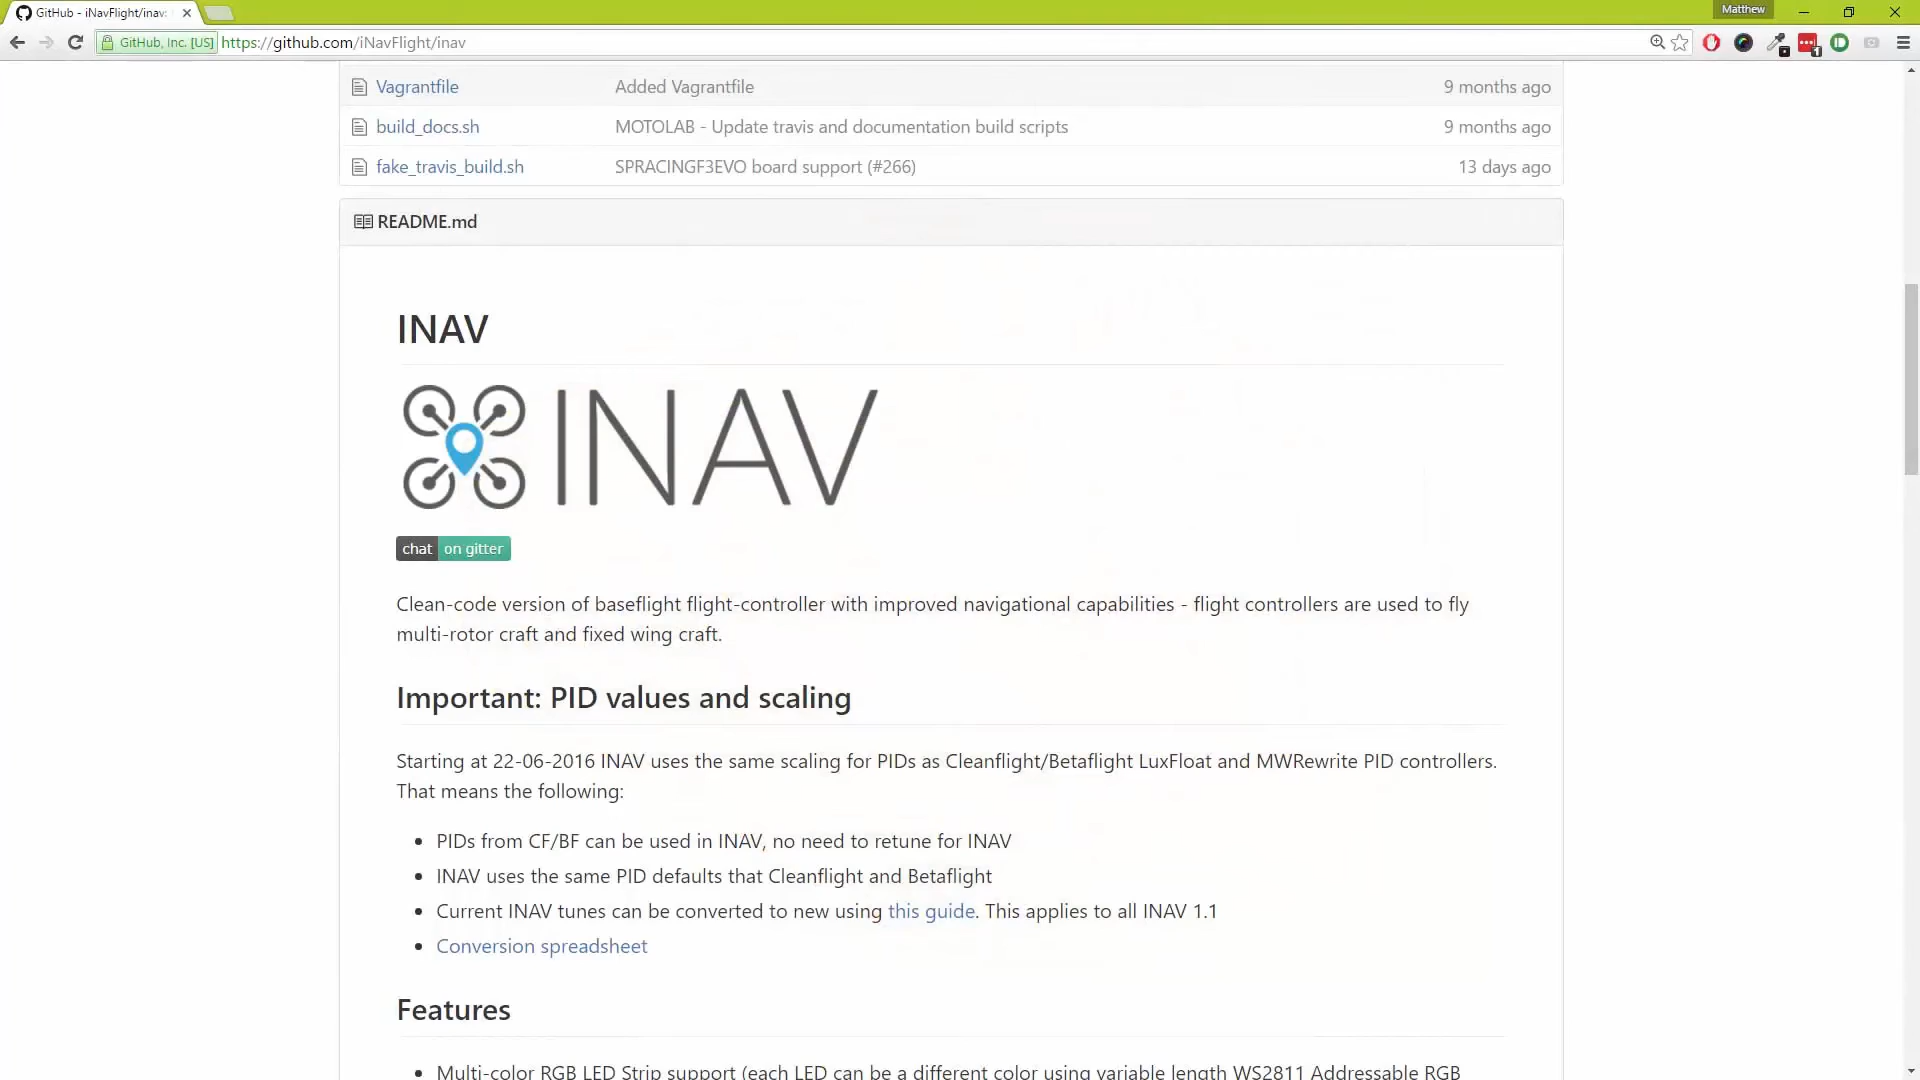 GitHub - iNavFlight/inav:
Matthew
GitHub, Inc. [US] https://github.com/iNavFlight/inav
1
Vagrantfile Added Vagrantfile 9 months ago
build_docs.sh MOTOLAB - Update travis and documentation build scripts 9 months ago
fake_travis_build.sh SPRACINGF3EVO board support (#266) 13 days ago
README.md
INAV
INAV
chat on gitter
Clean-code version of baseflight flight-controller with improved navigational capabilities - flight controllers are used to fly
multi-rotor craft and fixed wing craft.
Important: PID values and scaling
Starting at 22-06-2016 INAV uses the same scaling for PIDs as Cleanflight/Betaflight LuxFloat and MWRewrite PID controllers.
That means the following:
• PIDs from CF/BF can be used in INAV, no need to retune for INAV
• INAV uses the same PID defaults that Cleanflight and Betaflight
• Current INAV tunes can be converted to new using this guide. This applies to all INAV 1.1
• Conversion spreadsheet
Features
• Multi-color RGB LED Strip support (each LED can be a different color using variable length WS2811 Addressable RGB